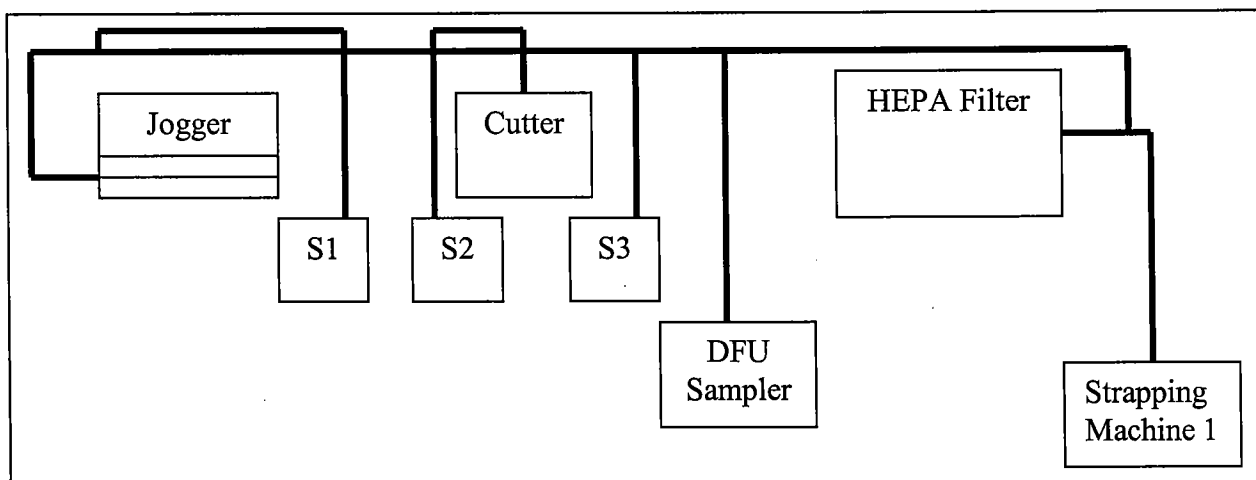 Jogger
Cutter
HEPA Filter
S1
S2
S3
DFU
Sampler
Strapping
Machine 1